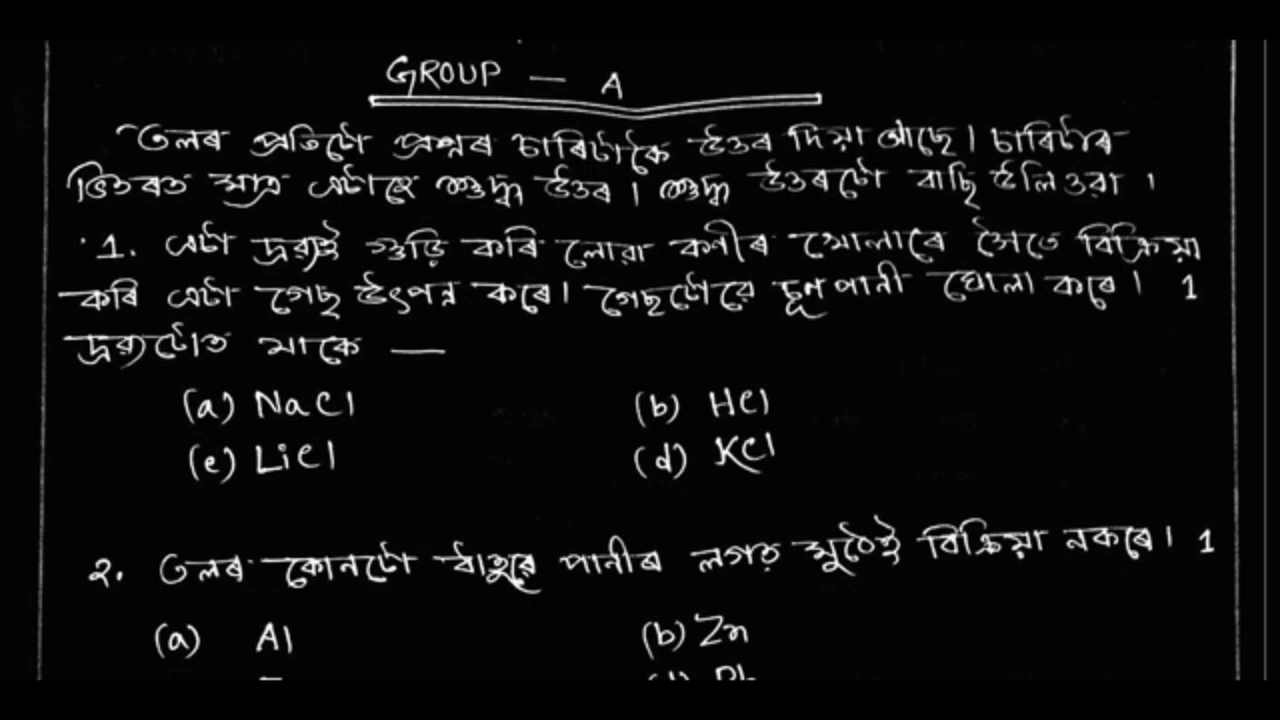 GROUP — A
তলৰ প্ৰতিটো প্ৰশ্নৰ চাৰিটাকৈ উত্তৰ দিয়া আছে। চাৰিটাৰ
ভিতৰত মাত্ৰ এটাহে শুদ্ধ উত্তৰ। শুদ্ধ উত্তৰটো বাছি উলিওৱা।
1. এটা দ্ৰৱ্যই গুড়ি কৰি লোৱা কণীৰ খোলাৰে সৈতে বিক্ৰিয়া
কৰি এটা গেছ উৎপন্ন কৰে। গেছটোৱে চূণপানী ঘোলা কৰে। 1
দ্ৰৱ্যটোত থাকে —
(a) NaCl (b) HCl
(c) LiCl (d) KCl
২. তলৰ কোনটো ধাতুৱে পানীৰ লগত মুঠেই বিক্ৰিয়া নকৰে। 1
(a) Al (b) Zn